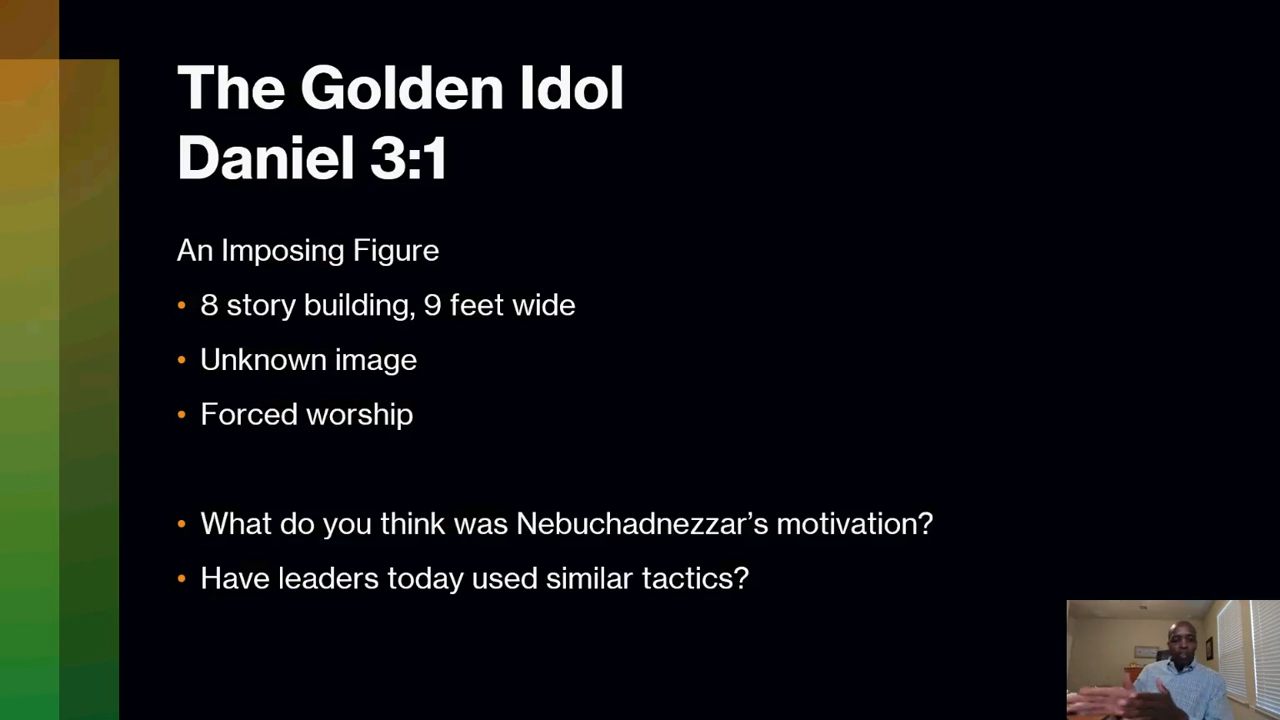 The Golden Idol
Daniel 3:1
An Imposing Figure
• 8 story building, 9 feet wide
• Unknown image
• Forced worship
• What do you think was Nebuchadnezzar’s motivation?
• Have leaders today used similar tactics?